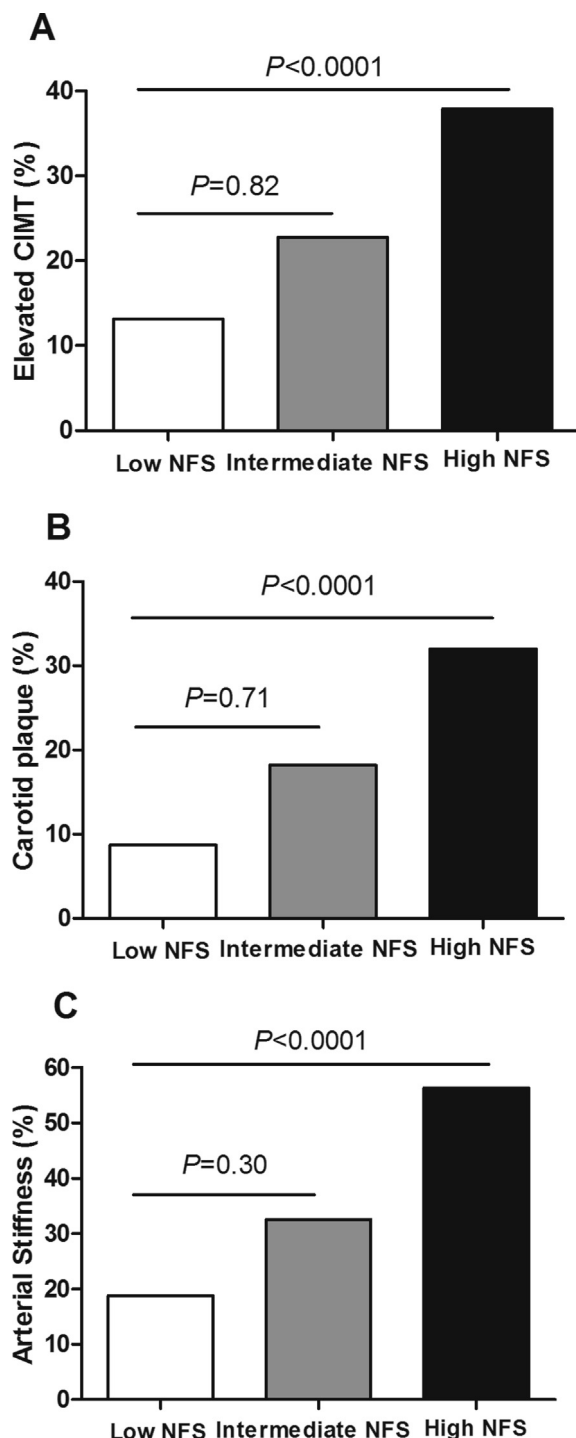 A
P<0.0001
P=0.82
Elevated CIMT (%)
40
30
20
10
0
Low NFS Intermediate NFS High NFS
B
P<0.0001
P=0.71
Carotid plaque (%)
40
30
20
10
0
Low NFS Intermediate NFS High NFS
C
P<0.0001
P=0.30
Arterial Stiffness (%)
60
50
40
30
20
10
0
Low NFS Intermediate NFS High NFS